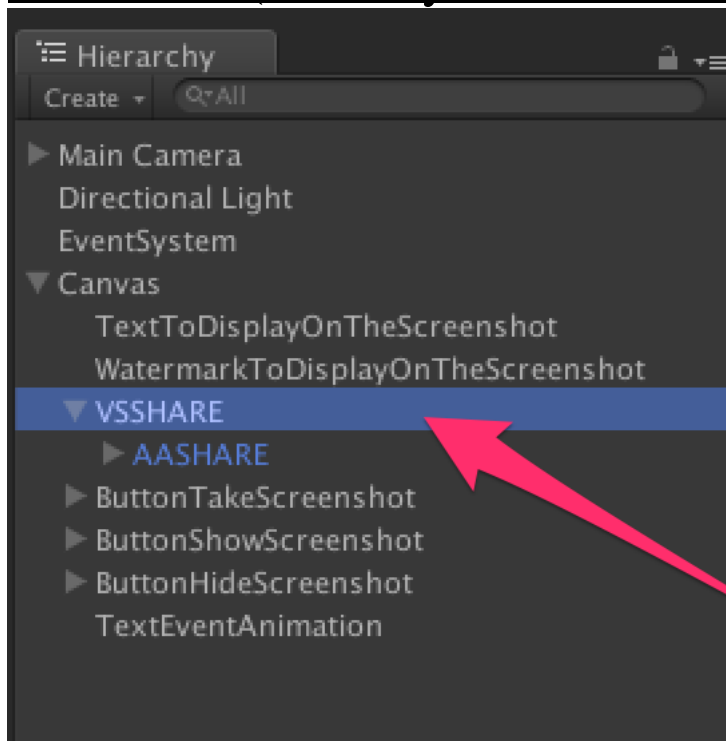 Hierarchy
Create All
Main Camera
Directional Light
EventSystem
Canvas
TextToDisplayOnTheScreenshot
WatermarkToDisplayOnTheScreenshot
VSSHARE
AASHARE
ButtonTakeScreenshot
ButtonShowScreenshot
ButtonHideScreenshot
TextEventAnimation